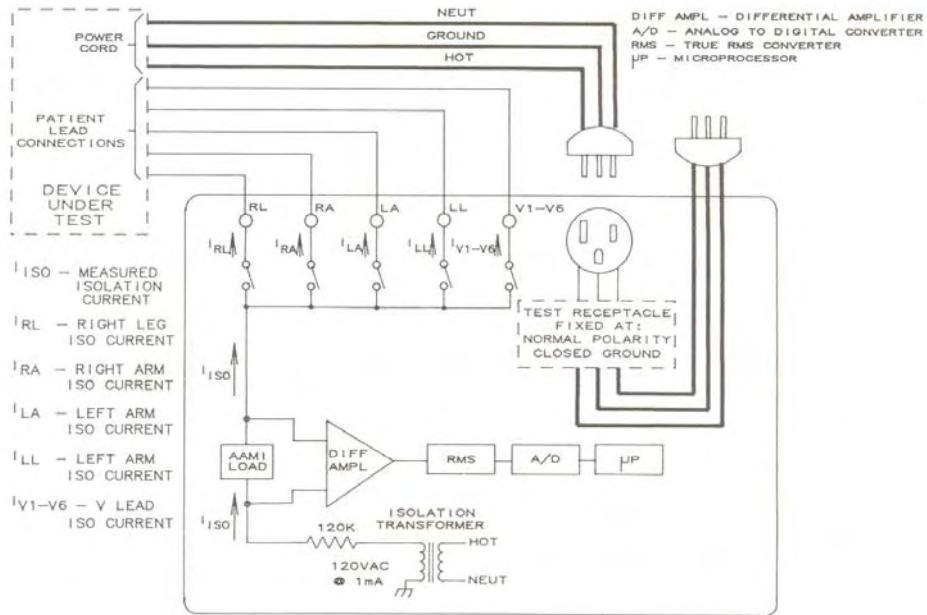 NEUT
GROUND
HOT
POWER
CORD
DIFF AMPL – DIFFERENTIAL AMPLIFIER
A/D – ANALOG TO DIGITAL CONVERTER
RMS – TRUE RMS CONVERTER
µP – MICROPROCESSOR
PATIENT
LEAD
CONNECTIONS
DEVICE
UNDER
TEST
RL
RA
LA
LL
V1–V6
IRL
IRA
ILA
ILL
IV1–V6
IISO – MEASURED
ISOLATION
CURRENT
IRL – RIGHT LEG
ISO CURRENT
IRA – RIGHT ARM
ISO CURRENT
ILA – LEFT ARM
ISO CURRENT
ILL – LEFT ARM
ISO CURRENT
IV1–V6 – V LEAD
ISO CURRENT
TEST RECEPTACLE
FIXED AT:
NORMAL POLARITY
CLOSED GROUND
IISO
AAMI
LOAD
DIFF
AMPL
RMS
A/D
µP
IISO
120K
120VAC
@ 1mA
ISOLATION
TRANSFORMER
HOT
NEUT